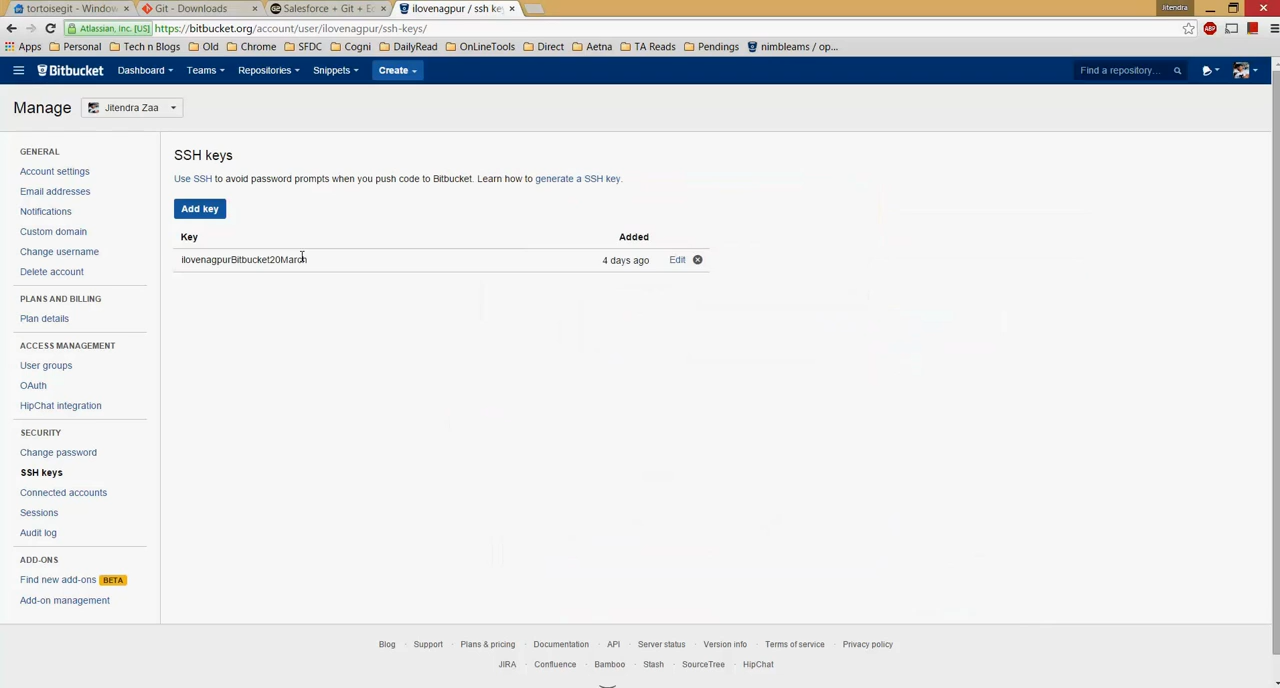 tortoisegit - Window
Git - Downloads
Salesforce + Git + Ec
ilovenagpur / ssh key
Jitendra
Atlassian, Inc. [US]
https://bitbucket.org/account/user/ilovenagpur/ssh-keys/
ABP
Apps
Personal
Tech n Blogs
Old
Chrome
SFDC
Cogni
DailyRead
OnLineTools
Direct
Aetna
TA Reads
Pendings
nimbleams / op...
Bitbucket
Dashboard
Teams
Repositories
Snippets
Create
Find a repository...
Manage
Jitendra Zaa
GENERAL
Account settings
Email addresses
Notifications
Custom domain
Change username
Delete account
PLANS AND BILLING
Plan details
ACCESS MANAGEMENT
User groups
OAuth
HipChat integration
SECURITY
Change password
SSH keys
Connected accounts
Sessions
Audit log
ADD-ONS
Find new add-ons BETA
Add-on management
SSH keys
Use SSH to avoid password prompts when you push code to Bitbucket. Learn how to generate a SSH key.
Add key
Key Added
ilovenagpurBitbucket20March 4 days ago Edit
Blog · Support · Plans & pricing · Documentation · API · Server status · Version info · Terms of service · Privacy policy
JIRA · Confluence · Bamboo · Stash · SourceTree · HipChat